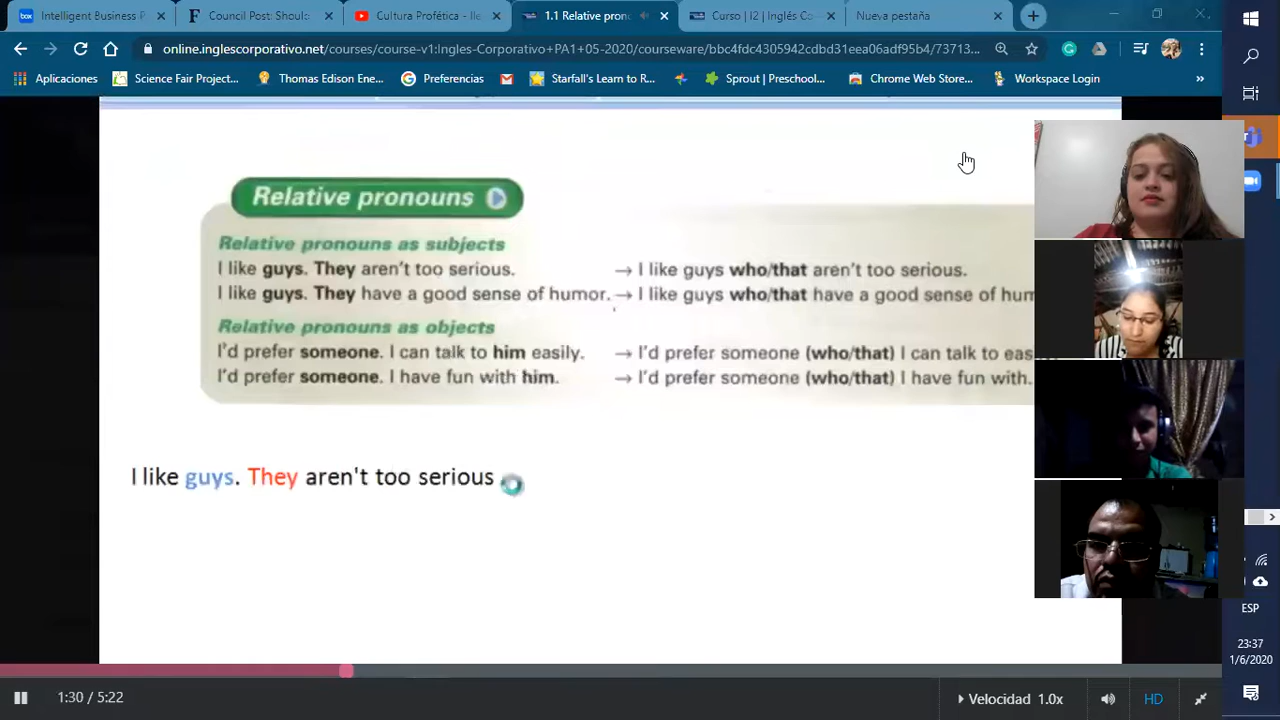 Intelligent Business P
Council Post: Should
Cultura Profética - Ile
1.1 Relative pron
Curso | I2 | Inglés Co
Nueva pestaña
online.inglescorporativo.net/courses/course-v1:Ingles-Corporativo+PA1+05-2020/courseware/bbc4fdc4305942cdbd31eea06adf95b4/73713...
Aplicaciones
Science Fair Project...
Thomas Edison Ene...
Preferencias
Starfall's Learn to R...
Sprout | Preschool...
Chrome Web Store...
Workspace Login
»
Relative pronouns
Relative pronouns as subjects
I like guys. They aren't too serious. → I like guys who/that aren't too serious.
I like guys. They have a good sense of humor. → I like guys who/that have a good sense of hum
Relative pronouns as objects
I'd prefer someone. I can talk to him easily. → I'd prefer someone (who/that) I can talk to eas
I'd prefer someone. I have fun with him. → I'd prefer someone (who/that) I have fun with.
I like guys. They aren't too serious
ESP
23:37
1/6/2020
1:30 / 5:22
Velocidad 1.0x
HD